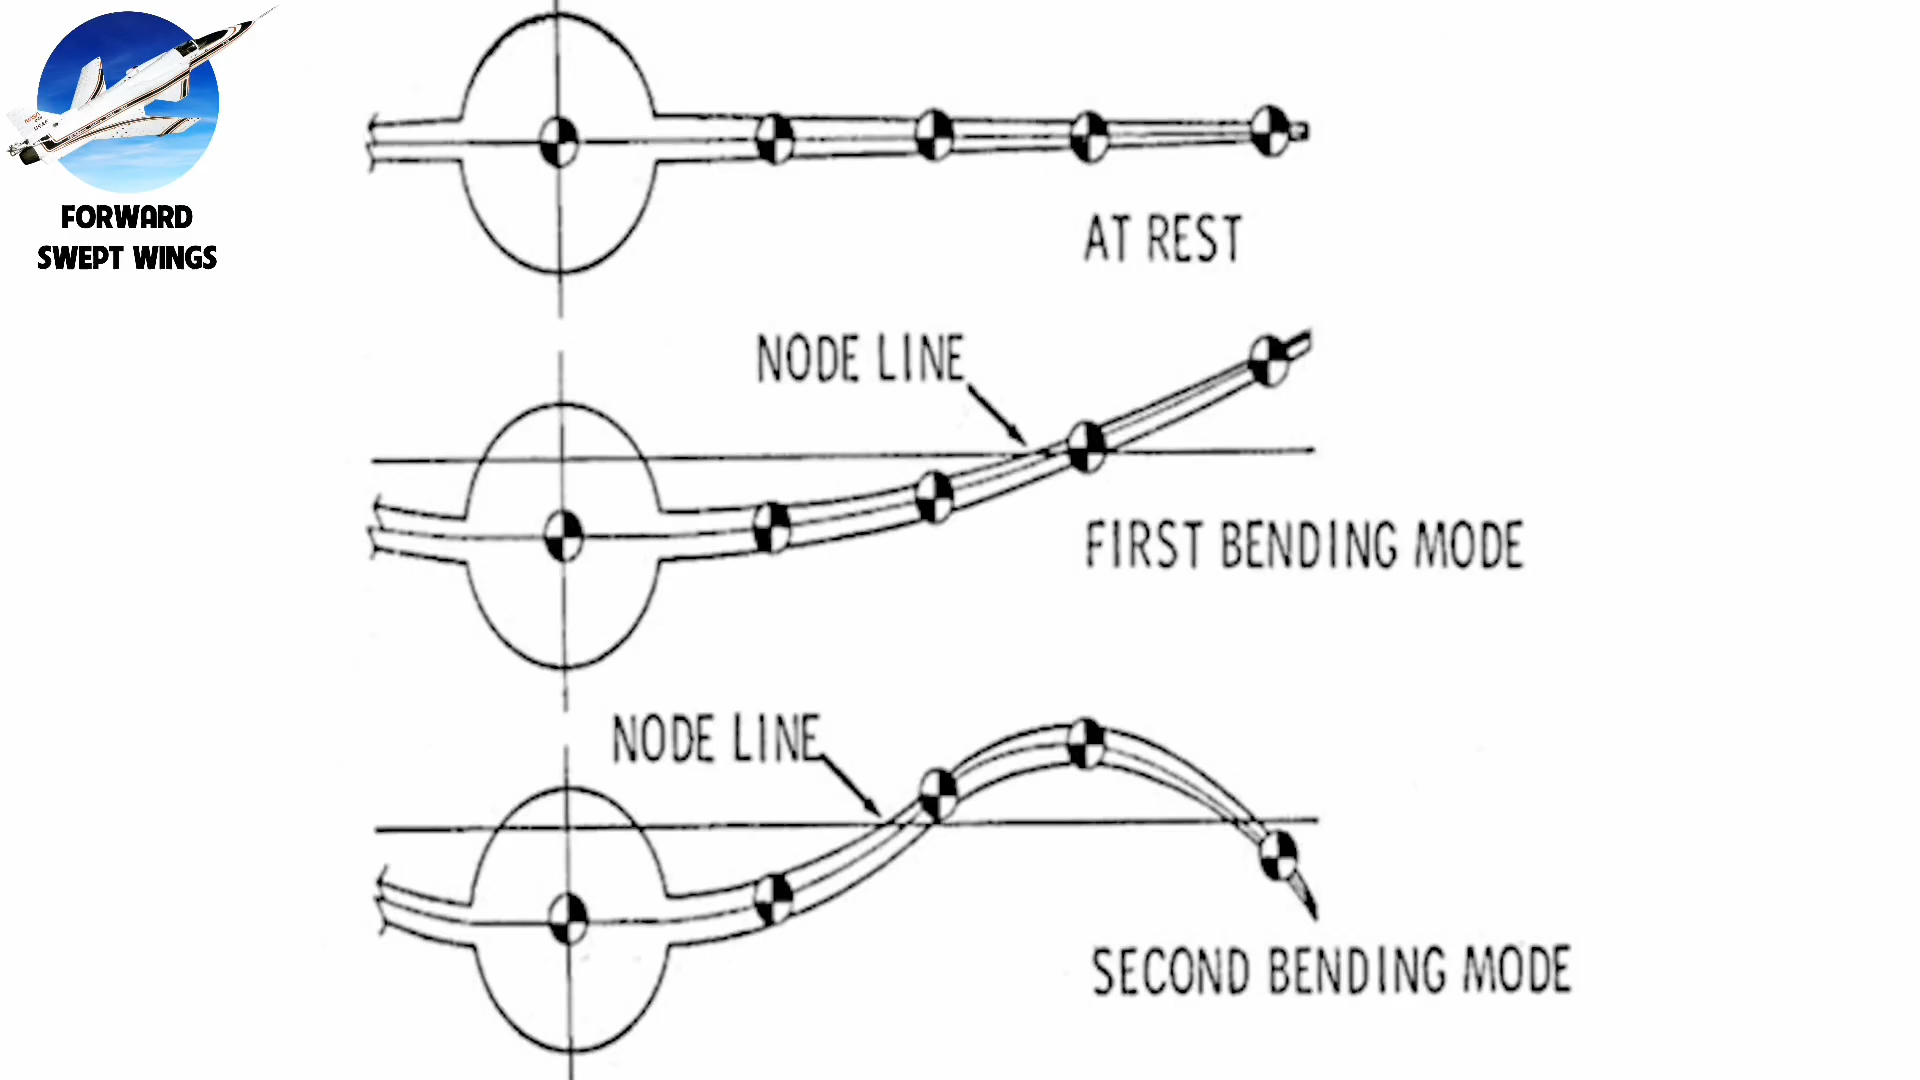 FORWARD
SWEPT WINGS
AT REST
NODE LINE
FIRST BENDING MODE
NODE LINE
SECOND BENDING MODE